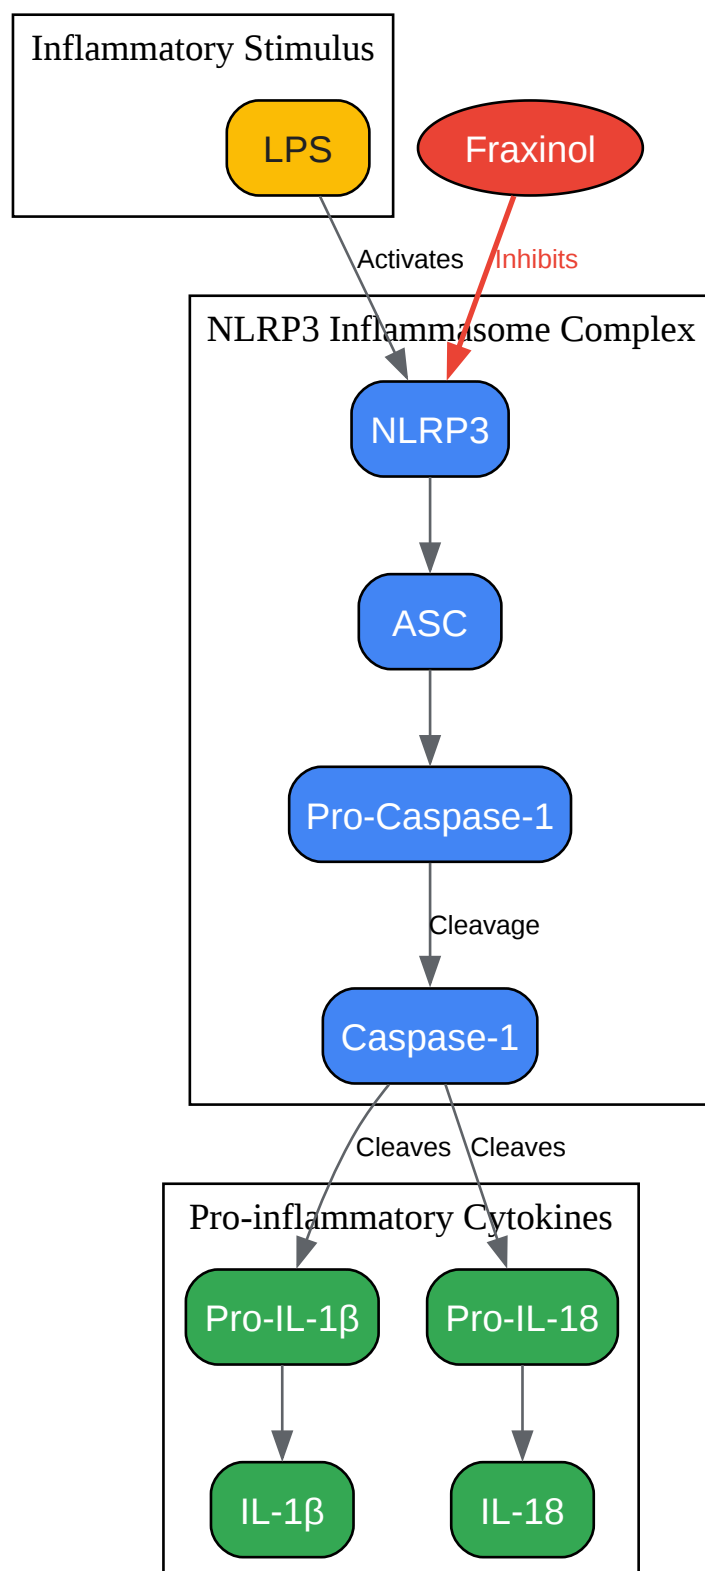 Inflammatory Stimulus
LPS
Fraxinol
Activates
Inhibits
NLRP3 Inflammasome Complex
NLRP3
ASC
Pro-Caspase-1
Cleavage
Caspase-1
Cleaves
Cleaves
Pro-inflammatory Cytokines
Pro-IL-1β
Pro-IL-18
IL-1β
IL-18